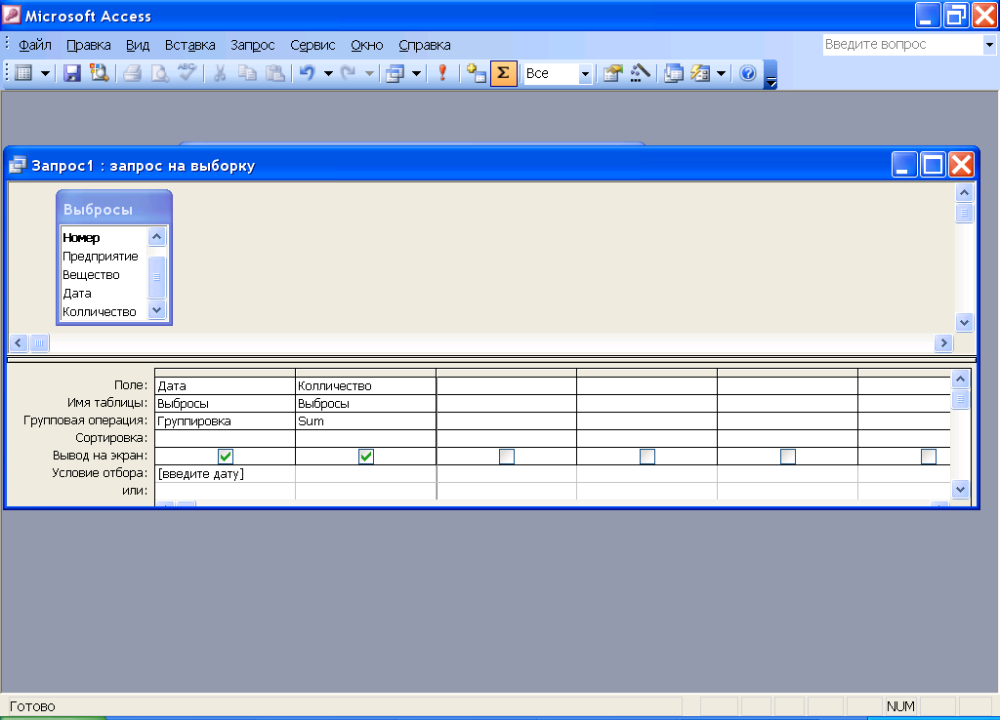 Microsoft Access
Файл Правка Вид Вставка Запрос Сервис Окно Справка Введите вопрос
Σ Все
Запрос1 : запрос на выборку
Выбросы
Номер
Предприятие
Вещество
Дата
Колличество
Поле: Дата Колличество
Имя таблицы: Выбросы Выбросы
Групповая операция: Группировка Sum
Сортировка:
Вывод на экран:
Условие отбора: [введите дату]
или:
Готово NUM